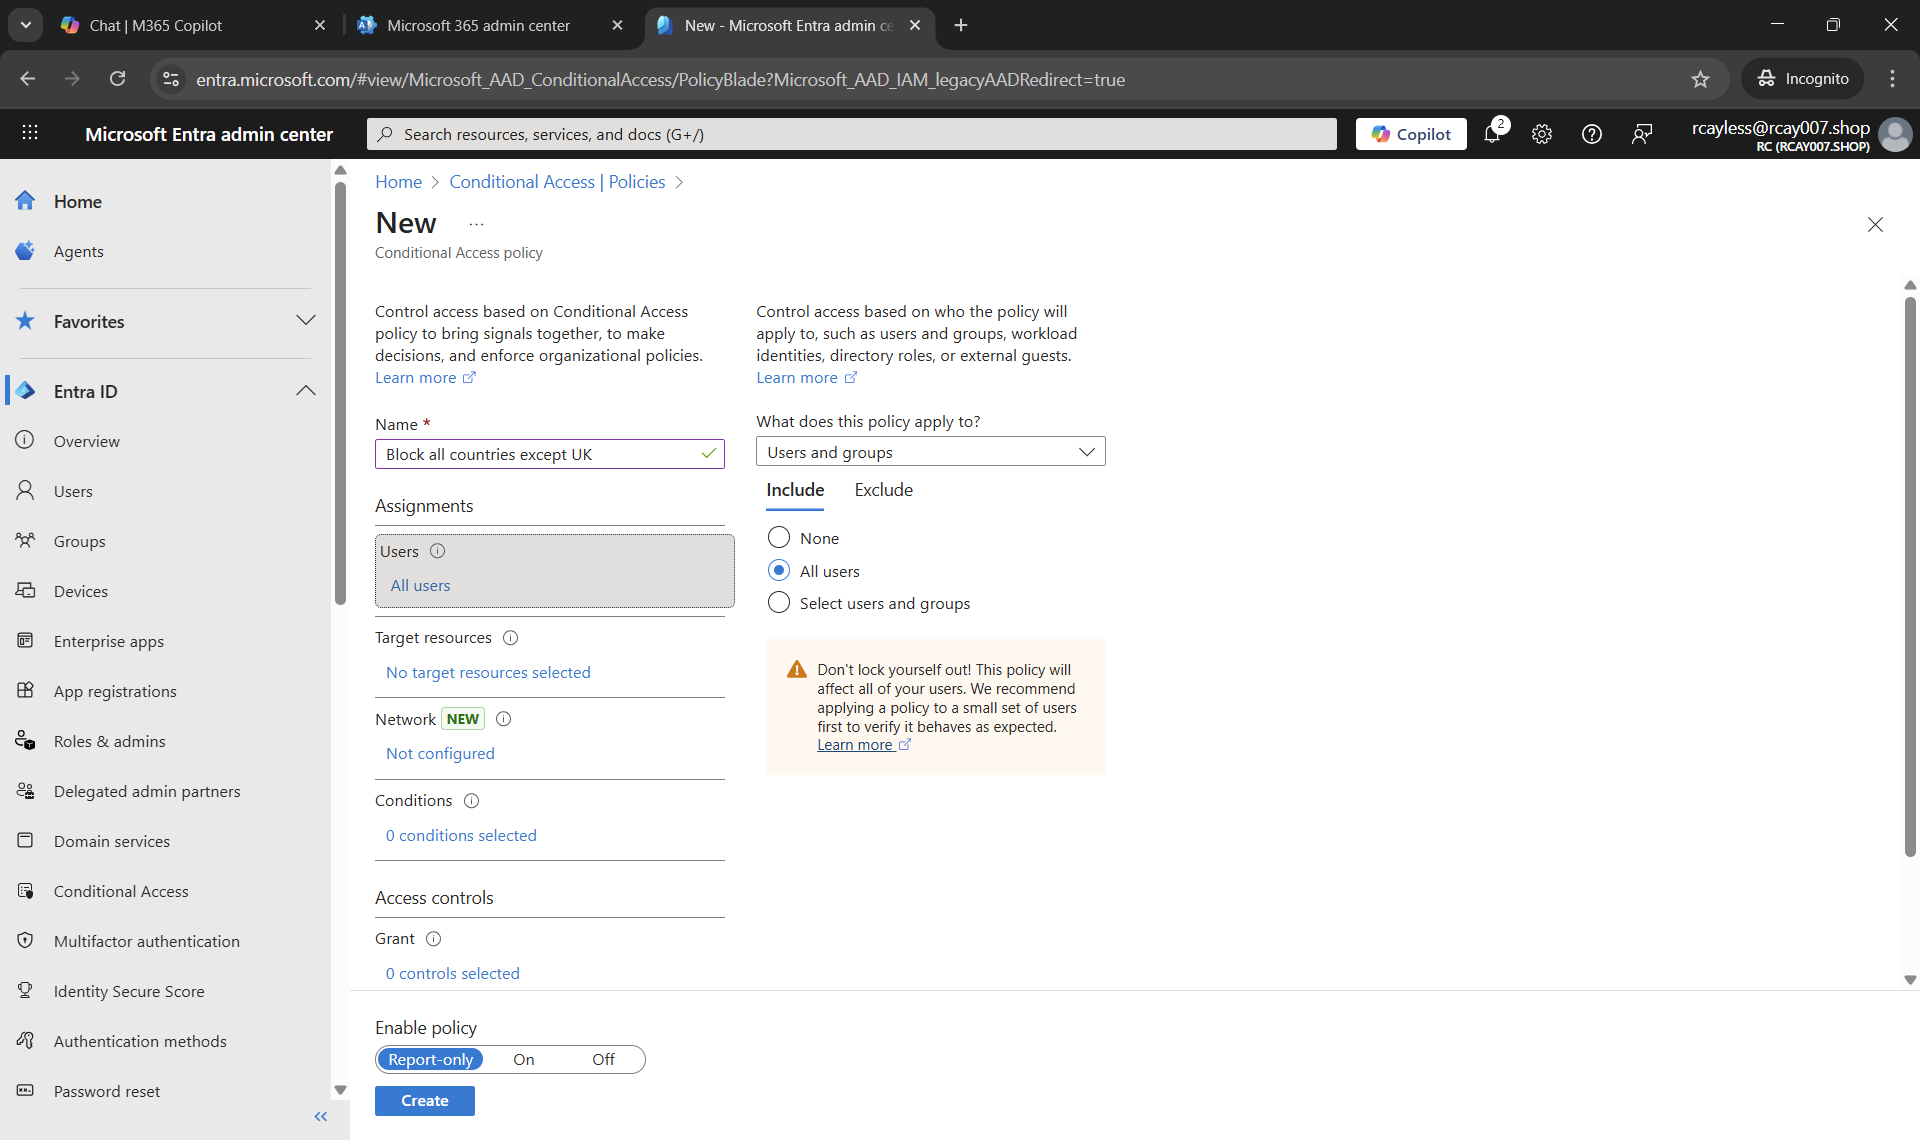 Chat | M365 Copilot
Microsoft 365 admin center
New - Microsoft Entra admin ce
entra.microsoft.com/#view/Microsoft_AAD_ConditionalAccess/PolicyBlade?Microsoft_AAD_IAM_legacyAADRedirect=true
Incognito
Microsoft Entra admin center
Search resources, services, and docs (G+/)
Copilot
2
rcayless@rcay007.shop
RC (RCAY007.SHOP)
Home
Agents
Favorites
Entra ID
Overview
Users
Groups
Devices
Enterprise apps
App registrations
Roles & admins
Delegated admin partners
Domain services
Conditional Access
Multifactor authentication
Identity Secure Score
Authentication methods
Password reset
Home > Conditional Access | Policies >
New ...
Conditional Access policy
Control access based on Conditional Access
policy to bring signals together, to make
decisions, and enforce organizational policies.
Learn more
Name *
Block all countries except UK
Assignments
Users
All users
Target resources
No target resources selected
Network NEW
Not configured
Conditions
0 conditions selected
Access controls
Grant
0 controls selected
Control access based on who the policy will
apply to, such as users and groups, workload
identities, directory roles, or external guests.
Learn more
What does this policy apply to?
Users and groups
Include Exclude
None
All users
Select users and groups
Don't lock yourself out! This policy will
affect all of your users. We recommend
applying a policy to a small set of users
first to verify it behaves as expected.
Learn more
Enable policy
Report-only On Off
Create